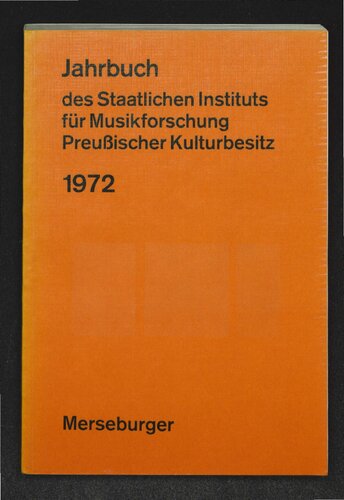 Jahrbuch
des Staatlichen Instituts
für Musikforschung
Preußischer Kulturbesitz
1972
Merseburger